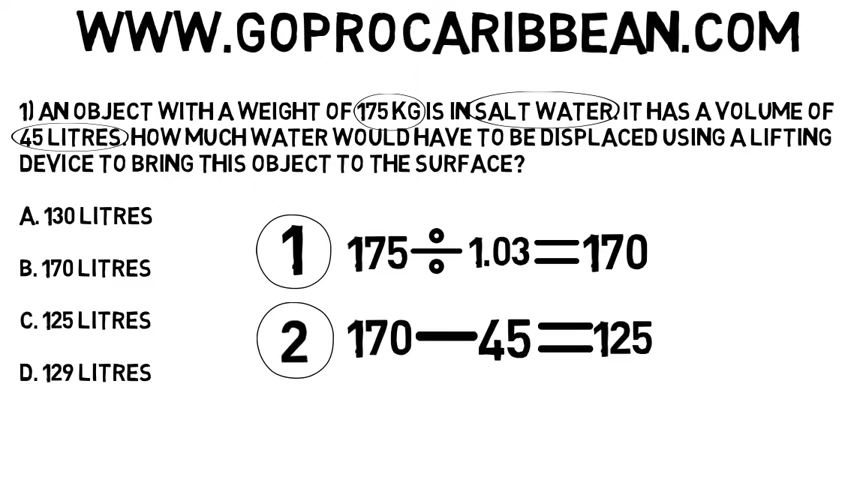 WWW.GOPROCARIBBEAN.COM
1) AN OBJECT WITH A WEIGHT OF 175 KG IS IN SALT WATER. IT HAS A VOLUME OF
45 LITRES. HOW MUCH WATER WOULD HAVE TO BE DISPLACED USING A LIFTING
DEVICE TO BRING THIS OBJECT TO THE SURFACE?
A. 130 LITRES
B. 170 LITRES
C. 125 LITRES
D. 129 LITRES
1 175 ÷ 1.03 = 170
2 170 − 45 = 125